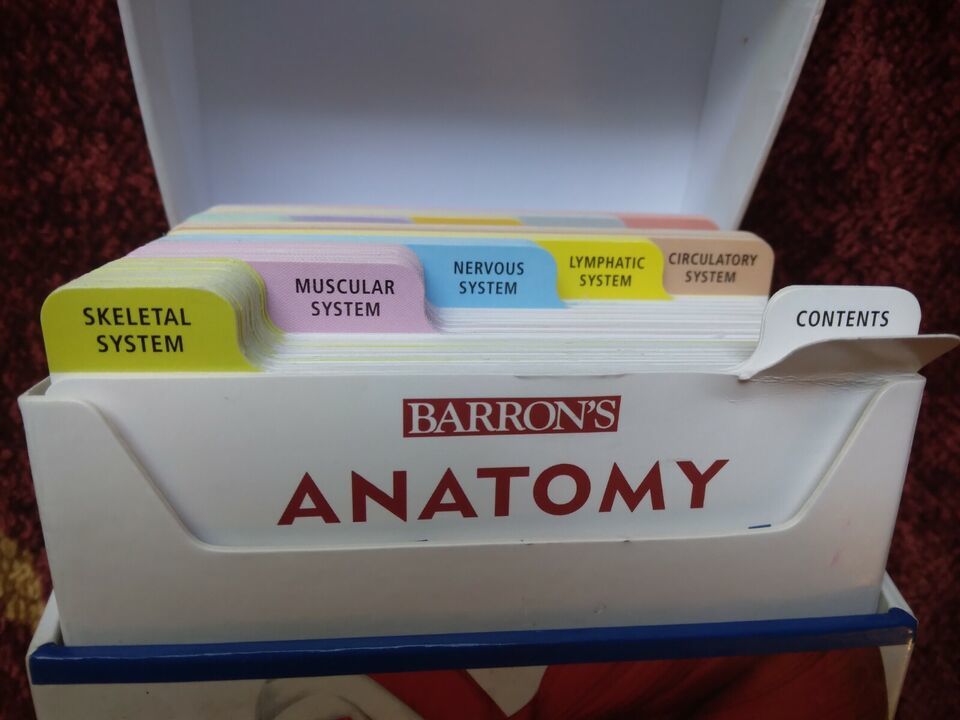 SKELETAL
SYSTEM
MUSCULAR
SYSTEM
NERVOUS
SYSTEM
LYMPHATIC
SYSTEM
CIRCULATORY
SYSTEM
CONTENTS
BARRON'S
ANATOMY